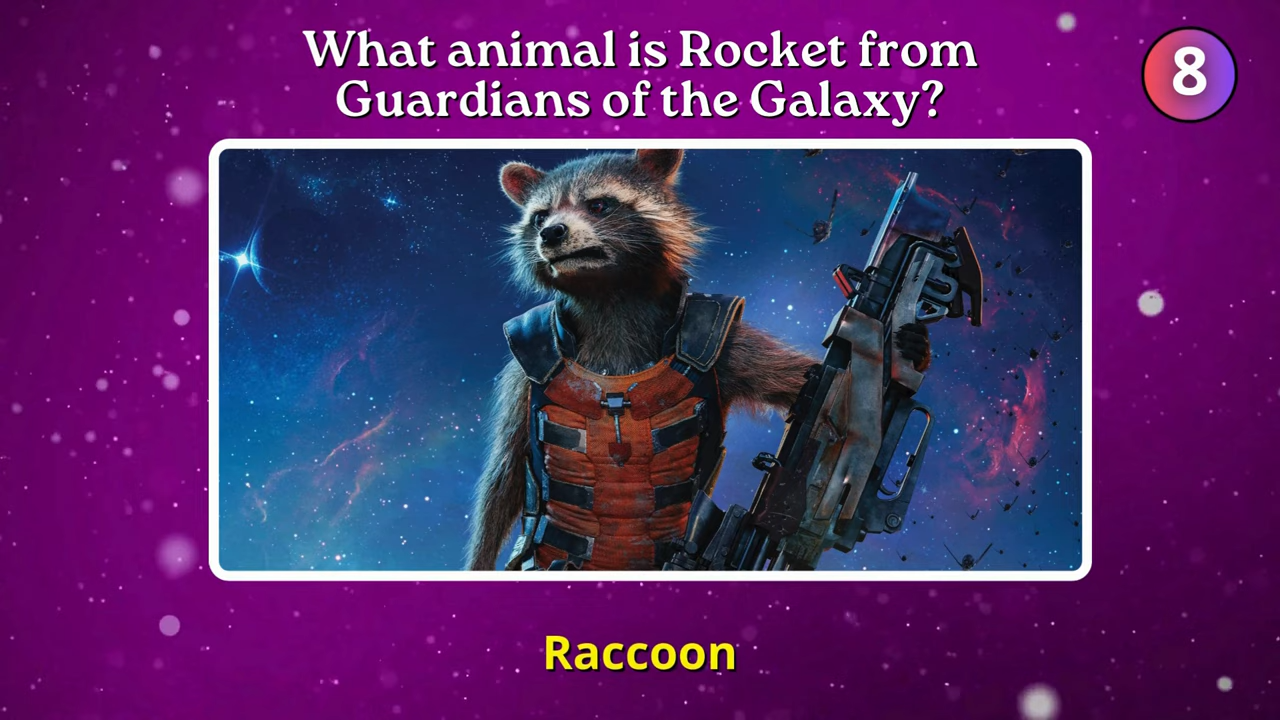 What animal is Rocket from
Guardians of the Galaxy?
8
Raccoon